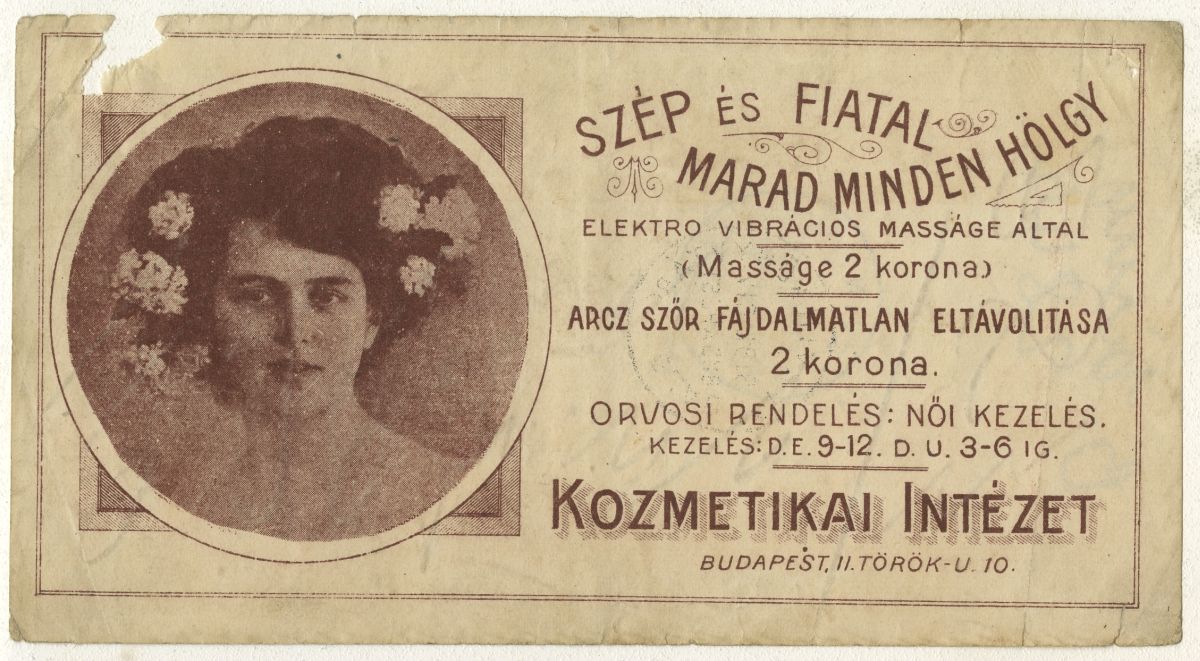 SZÉP ÉS FIATAL
MARAD MINDEN HÖLGY
ELEKTRO VIBRÁCIOS MASSÁGE ÁLTAL
(Masságe 2 korona)
ARCZ SZŐR FÁJDALMATLAN ELTÁVOLITÁSA
2 korona.
ORVOSI RENDELÉS: NŐI KEZELÉS.
KEZELÉS: D.E. 9-12. D.U. 3-6 IG.
KOZMETIKAI INTÉZET
BUDAPEST, II. TÖRÖK-U. 10.